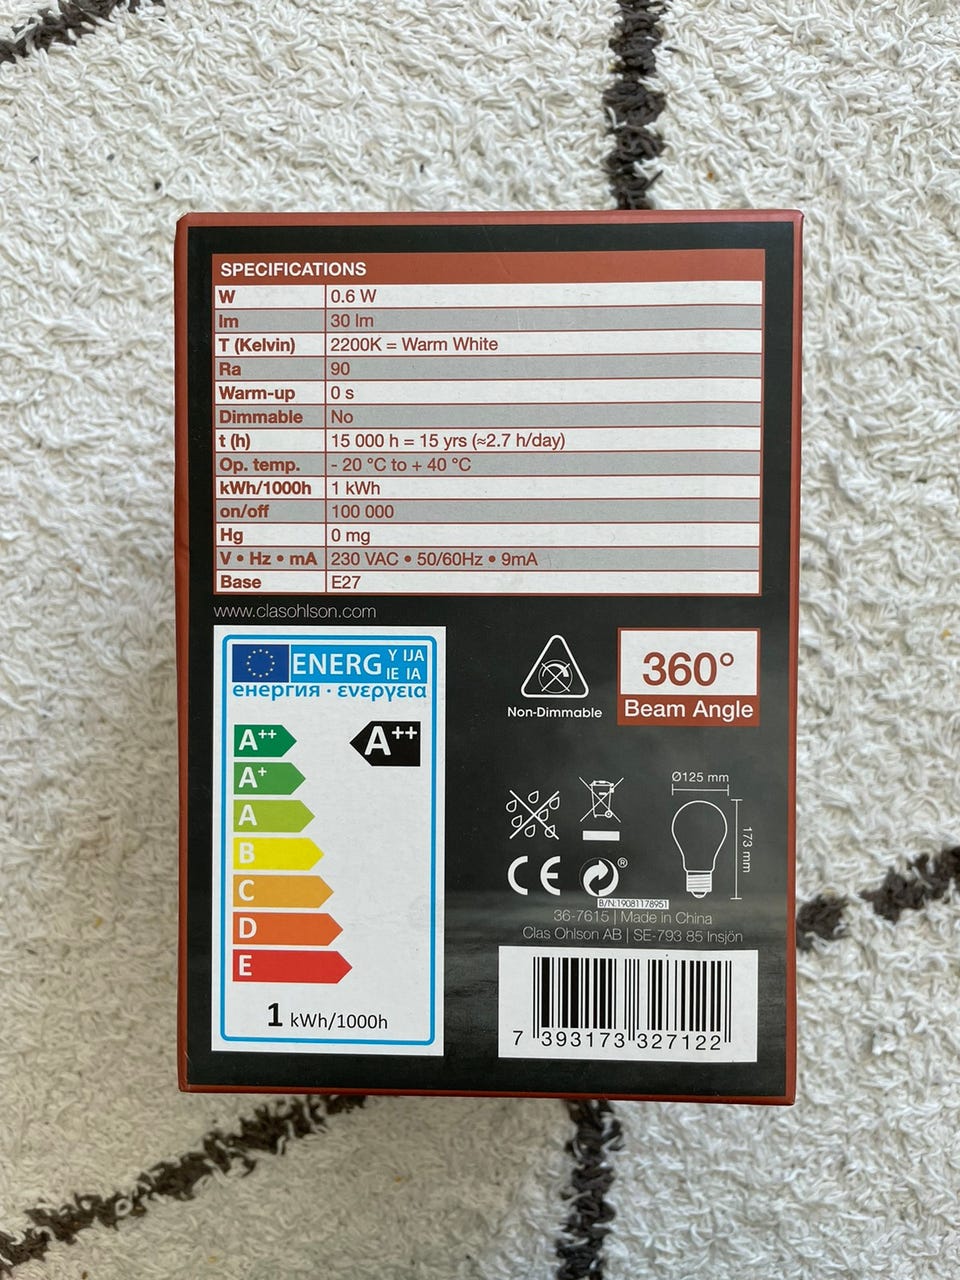 SPECIFICATIONS
W 0.6 W
lm 30 lm
T (Kelvin) 2200K = Warm White
Ra 90
Warm-up 0 s
Dimmable No
t (h) 15 000 h = 15 yrs (≈2.7 h/day)
Op. temp. - 20 °C to + 40 °C
kWh/1000h 1 kWh
on/off 100 000
Hg 0 mg
V • Hz • mA 230 VAC • 50/60Hz • 9mA
Base E27
www.clasohlson.com
ENERG Y IJA
IE IA
енергия · ενεργεια
A++ A++
A+
A
B
C
D
E
1 kWh/1000h
Non-Dimmable
360°
Beam Angle
Ø125 mm
173 mm
CE
®
B/N:19081178951
36-7615 | Made in China
Clas Ohlson AB | SE-793 85 Insjön
7 393173 327122